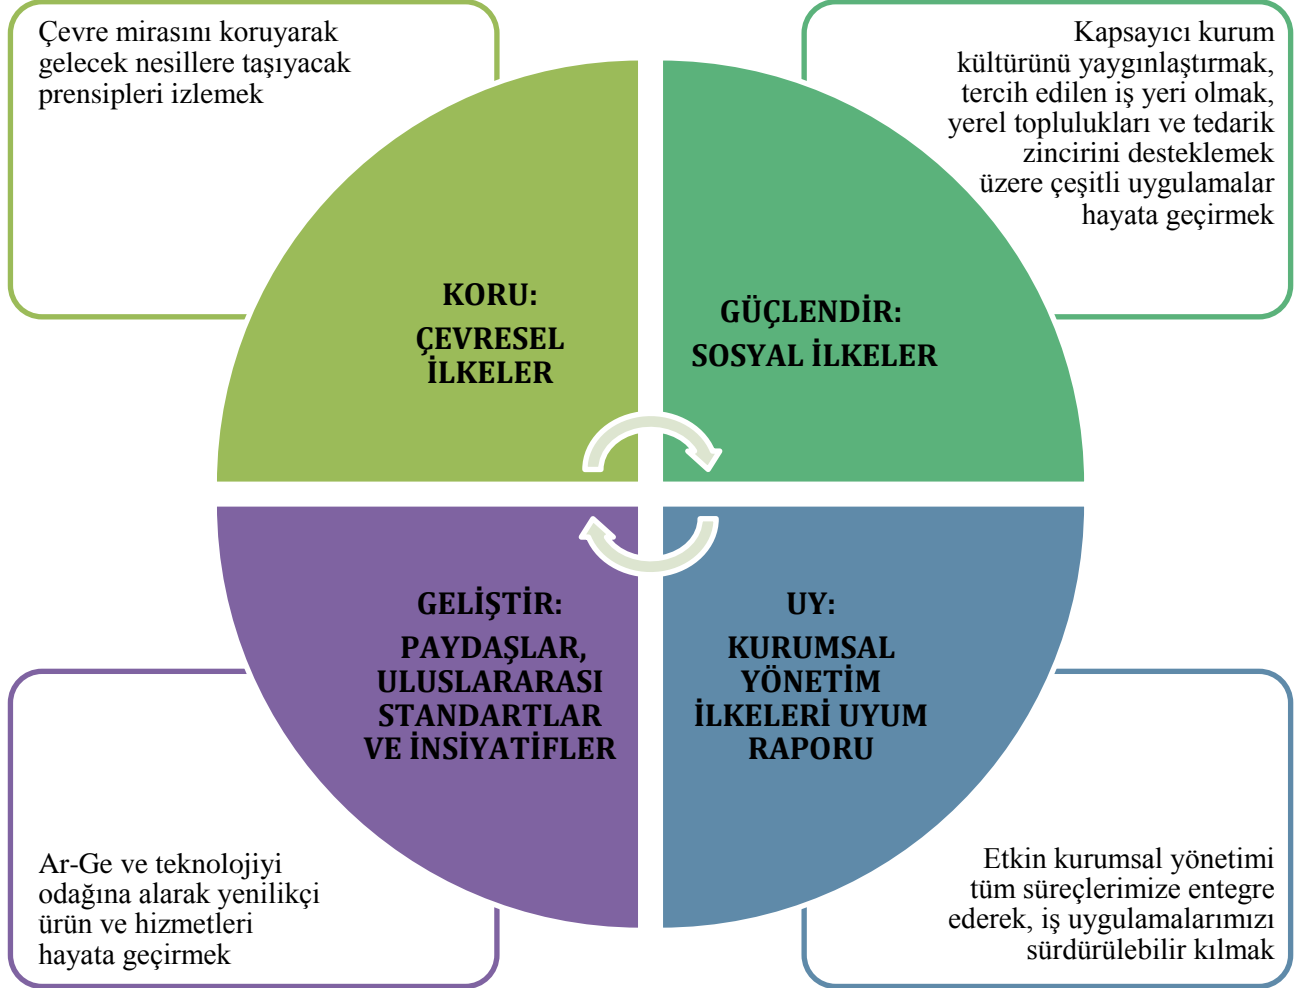 Çevre mirasını koruyarak
gelecek nesillere taşıyacak
prensipleri izlemek
Kapsayıcı kurum
kültürünü yaygınlaştırmak,
tercih edilen iş yeri olmak,
yerel toplulukları ve tedarik
zincirini desteklemek
üzere çeşitli uygulamalar
hayata geçirmek
KORU:
ÇEVRESEL
İLKELER
GÜÇLENDİR:
SOSYAL İLKELER
GELİŞTİR:
PAYDAŞLAR,
ULUSLARARASI
STANDARTLAR
VE İNSİYATİFLER
UY:
KURUMSAL
YÖNETİM
İLKELERİ UYUM
RAPORU
Ar-Ge ve teknolojiyi
odağına alarak yenilikçi
ürün ve hizmetleri
hayata geçirmek
Etkin kurumsal yönetimi
tüm süreçlerimize entegre
ederek, iş uygulamalarımızı
sürdürülebilir kılmak